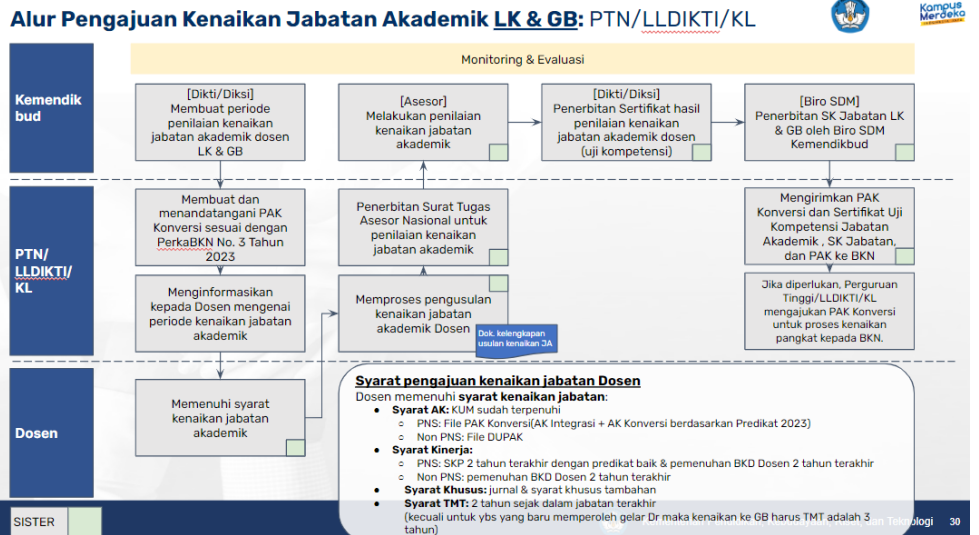 Alur Pengajuan Kenaikan Jabatan Akademik LK & GB: PTN/LLDIKTI/KL
Kampus
Merdeka
Monitoring & Evaluasi
Kemendik
bud
[Dikti/Diksi]
Membuat periode
penilaian kenaikan
jabatan akademik dosen
LK & GB
[Asesor]
Melakukan penilaian
kenaikan jabatan
akademik
[Dikti/Diksi]
Penerbitan Sertifikat hasil
penilaian kenaikan
jabatan akademik dosen
(uji kompetensi)
[Biro SDM]
Penerbitan SK Jabatan LK
& GB oleh Biro SDM
Kemendikbud
PTN/
LLDIKTI/
KL
Membuat dan
menandatangani PAK
Konversi sesuai dengan
PerkaBKN No. 3 Tahun
2023
Penerbitan Surat Tugas
Asesor Nasional untuk
penilaian kenaikan
jabatan akademik
Mengirimkan PAK
Konversi dan Sertifikat Uji
Kompetensi Jabatan
Akademik , SK Jabatan,
dan PAK ke BKN
Menginformasikan
kepada Dosen mengenai
periode kenaikan jabatan
akademik
Memproses pengusulan
kenaikan jabatan
akademik Dosen
Dok. kelengkapan
usulan kenaikan JA
Jika diperlukan, Perguruan
Tinggi/LLDIKTI/KL
mengajukan PAK Konversi
untuk proses kenaikan
pangkat kepada BKN.
Dosen
Memenuhi syarat
kenaikan jabatan
akademik
Syarat pengajuan kenaikan jabatan Dosen
Dosen memenuhi syarat kenaikan jabatan:
● Syarat AK: KUM sudah terpenuhi
○ PNS: File PAK Konversi(AK Integrasi + AK Konversi berdasarkan Predikat 2023)
○ Non PNS: File DUPAK
● Syarat Kinerja:
○ PNS: SKP 2 tahun terakhir dengan predikat baik & pemenuhan BKD Dosen 2 tahun terakhir
○ Non PNS: pemenuhan BKD Dosen 2 tahun terakhir
● Syarat Khusus: jurnal & syarat khusus tambahan
● Syarat TMT: 2 tahun sejak dalam jabatan terakhir
(kecuali untuk ybs yang baru memperoleh gelar Dr maka kenaikan ke GB harus TMT adalah 3
tahun)
SISTER
dan Teknologi
30